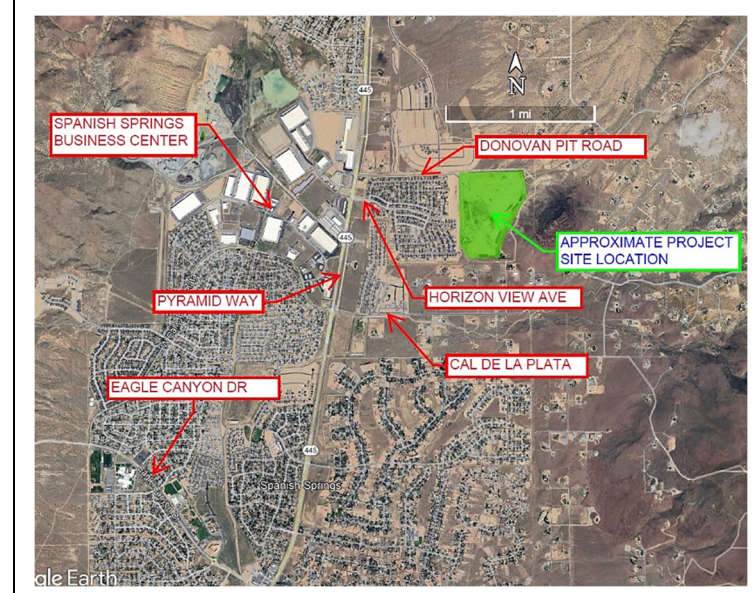 445
N
1 mi
SPANISH SPRINGS
BUSINESS CENTER
DONOVAN PIT ROAD
445
APPROXIMATE PROJECT
SITE LOCATION
PYRAMID WAY
HORIZON VIEW AVE
CAL DE LA PLATA
EAGLE CANYON DR
445
Spanish Springs
gle Earth